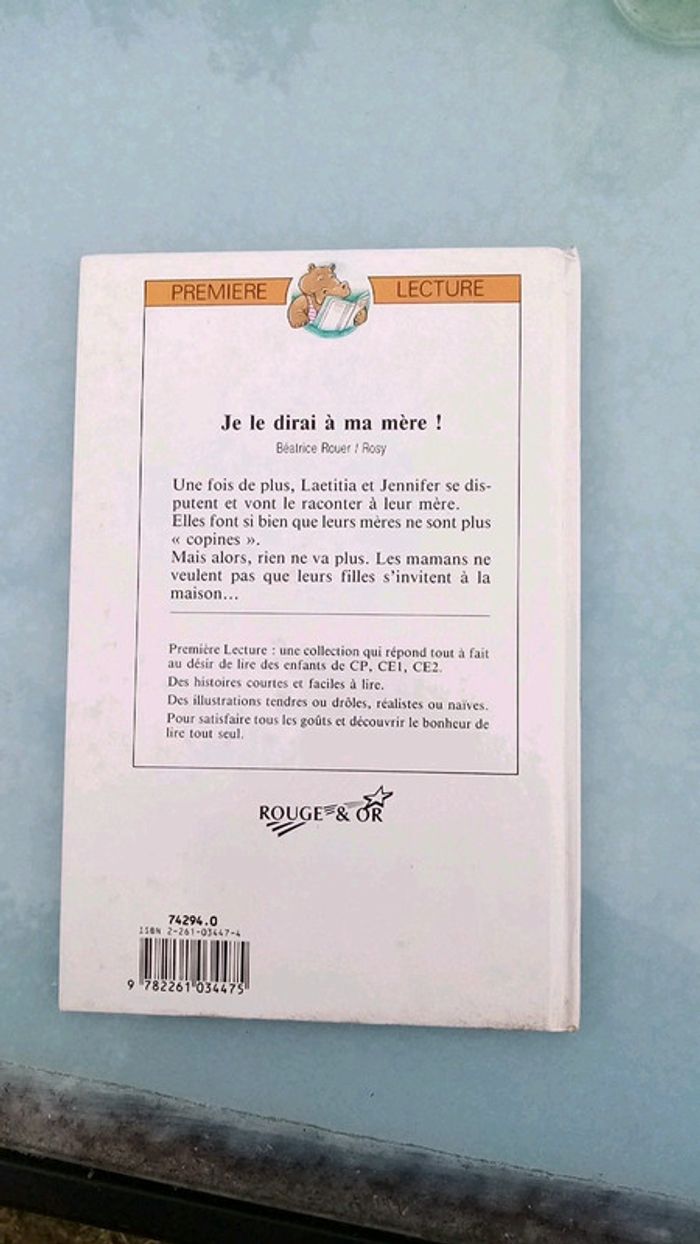 PREMIERE LECTURE
Je le dirai à ma mère !
Béatrice Rouer / Rosy
Une fois de plus, Laetitia et Jennifer se dis-
putent et vont le raconter à leur mère.
Elles font si bien que leurs mères ne sont plus
« copines ».
Mais alors, rien ne va plus. Les mamans ne
veulent pas que leurs filles s'invitent à la
maison...
Première Lecture : une collection qui répond tout à fait
au désir de lire des enfants de CP, CE1, CE2.
Des histoires courtes et faciles à lire.
Des illustrations tendres ou drôles, réalistes ou naïves.
Pour satisfaire tous les goûts et découvrir le bonheur de
lire tout seul.
ROUGE & OR
74294.0
ISBN 2-261-03447-4
9 782261 034475